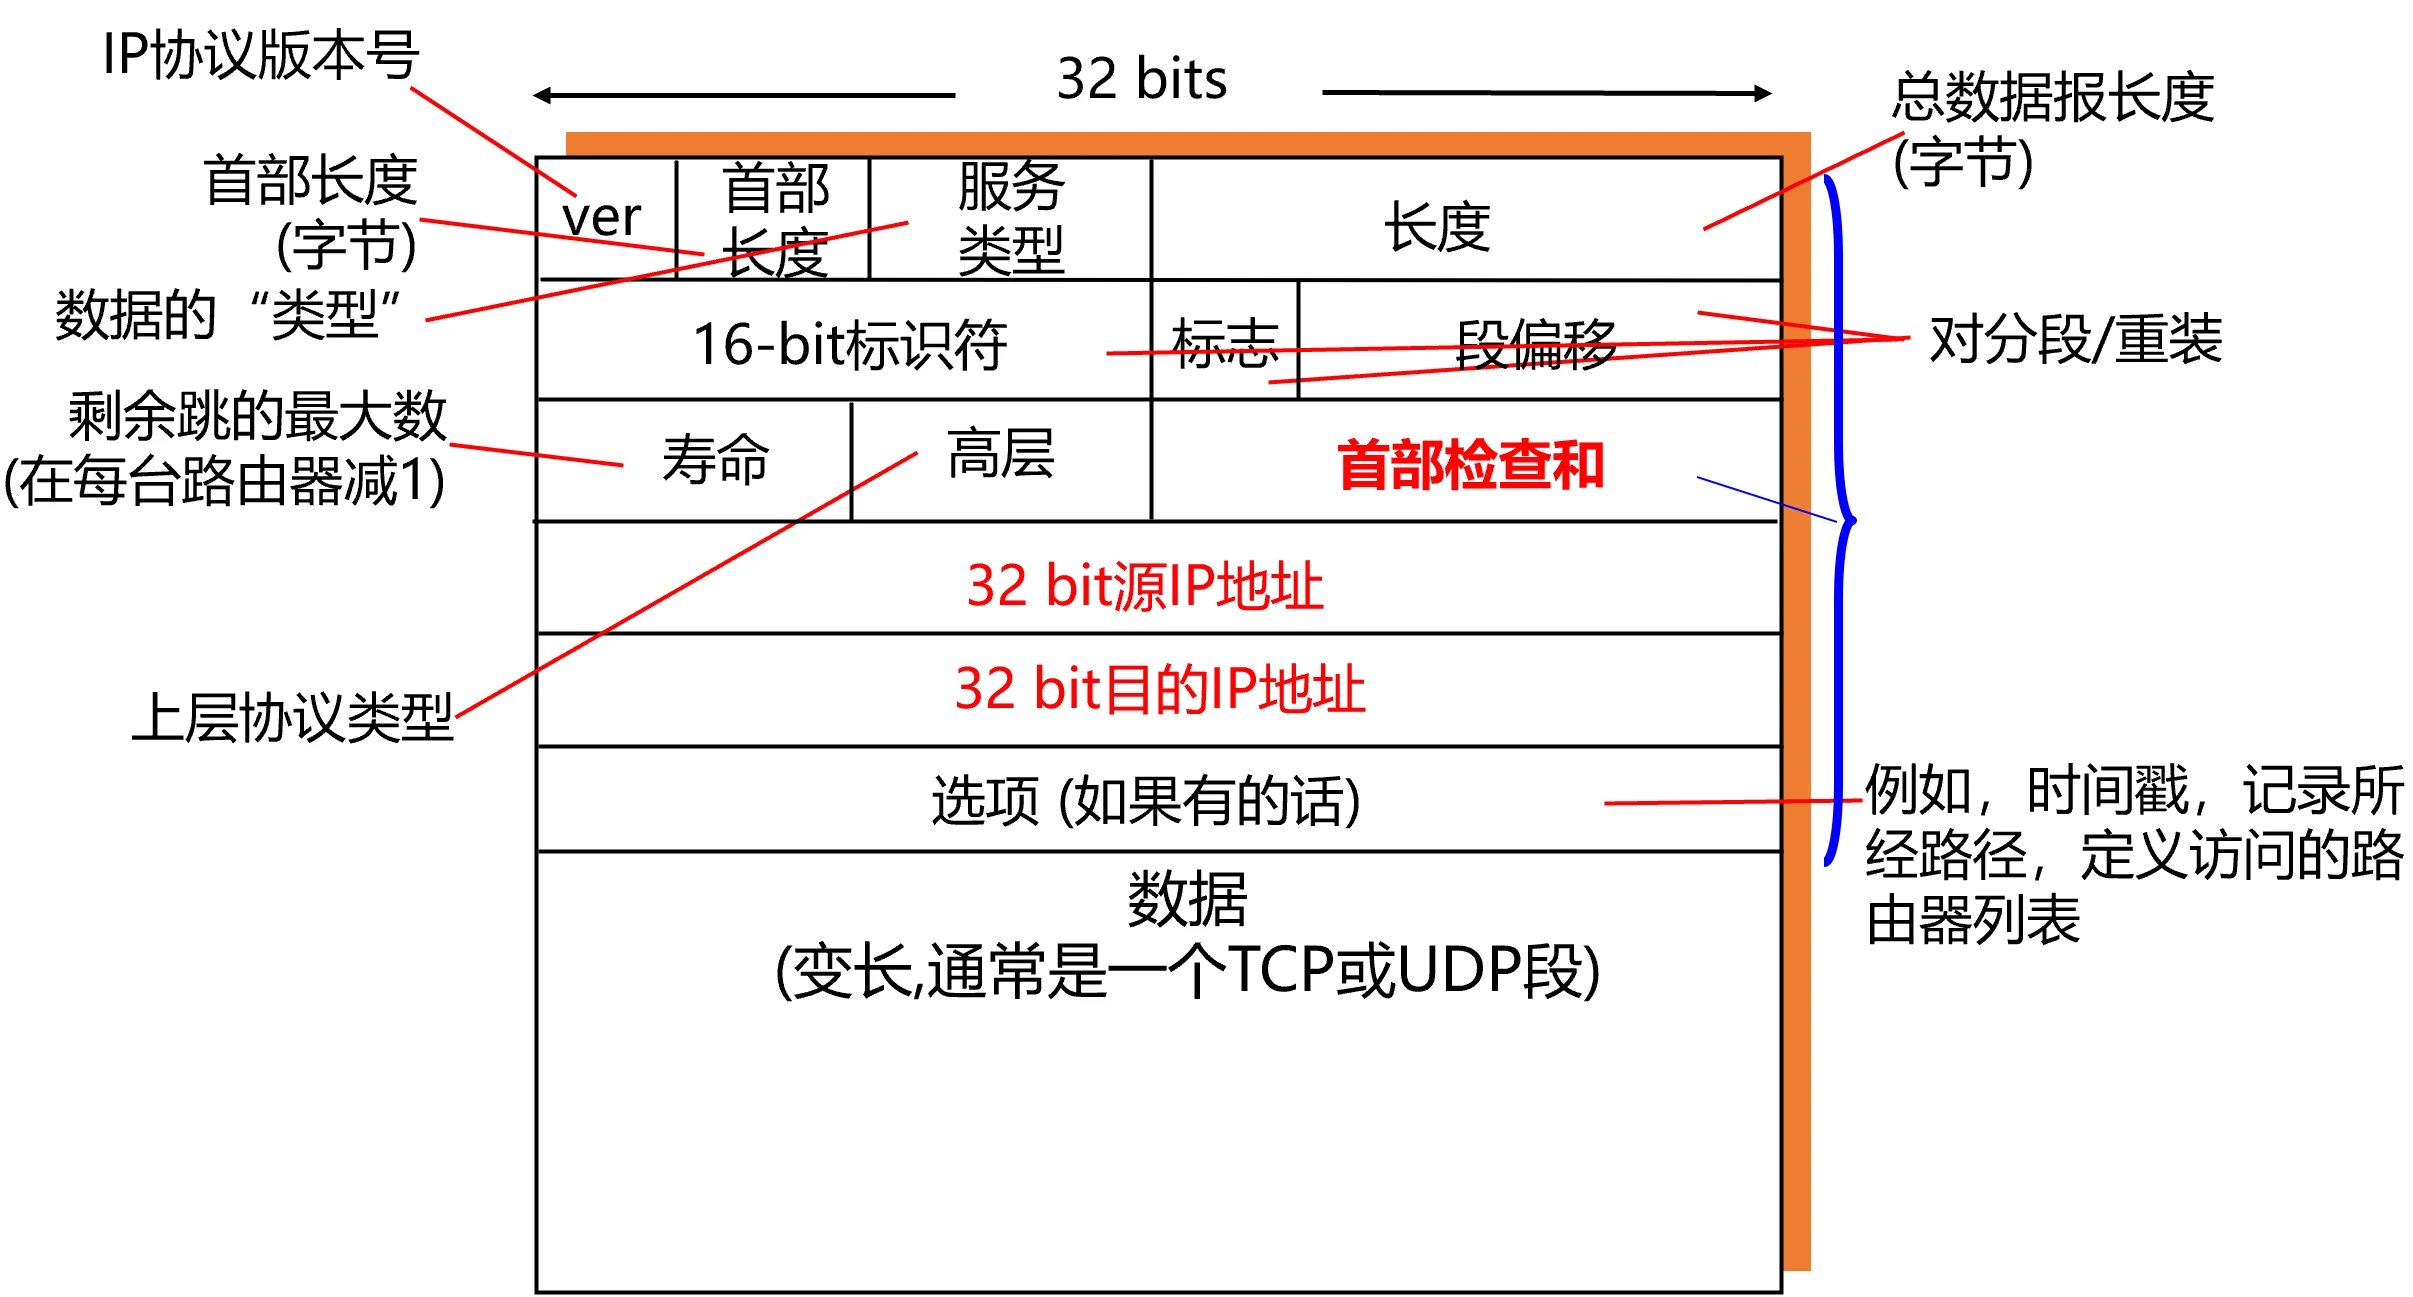 IP协议版本号
32 bits
总数据报长度
(字节)
首部长度
(字节)
ver
首部
长度
服务
类型
长度
数据的“类型”
16-bit标识符
标志
段偏移
对分段/重装
剩余跳的最大数
(在每台路由器减1)
寿命
高层
首部检查和
32 bit源IP地址
上层协议类型
32 bit目的IP地址
选项 (如果有的话)
例如，时间戳，记录所
经路径，定义访问的路
由器列表
数据
(变长,通常是一个TCP或UDP段)